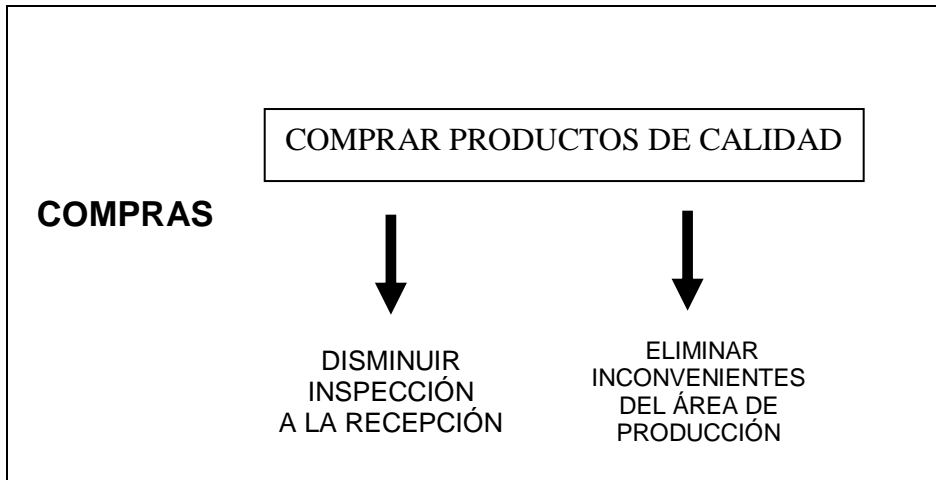 COMPRAR PRODUCTOS DE CALIDAD
COMPRAS
DISMINUIR
INSPECCIÓN
A LA RECEPCIÓN
ELIMINAR
INCONVENIENTES
DEL ÁREA DE
PRODUCCIÓN